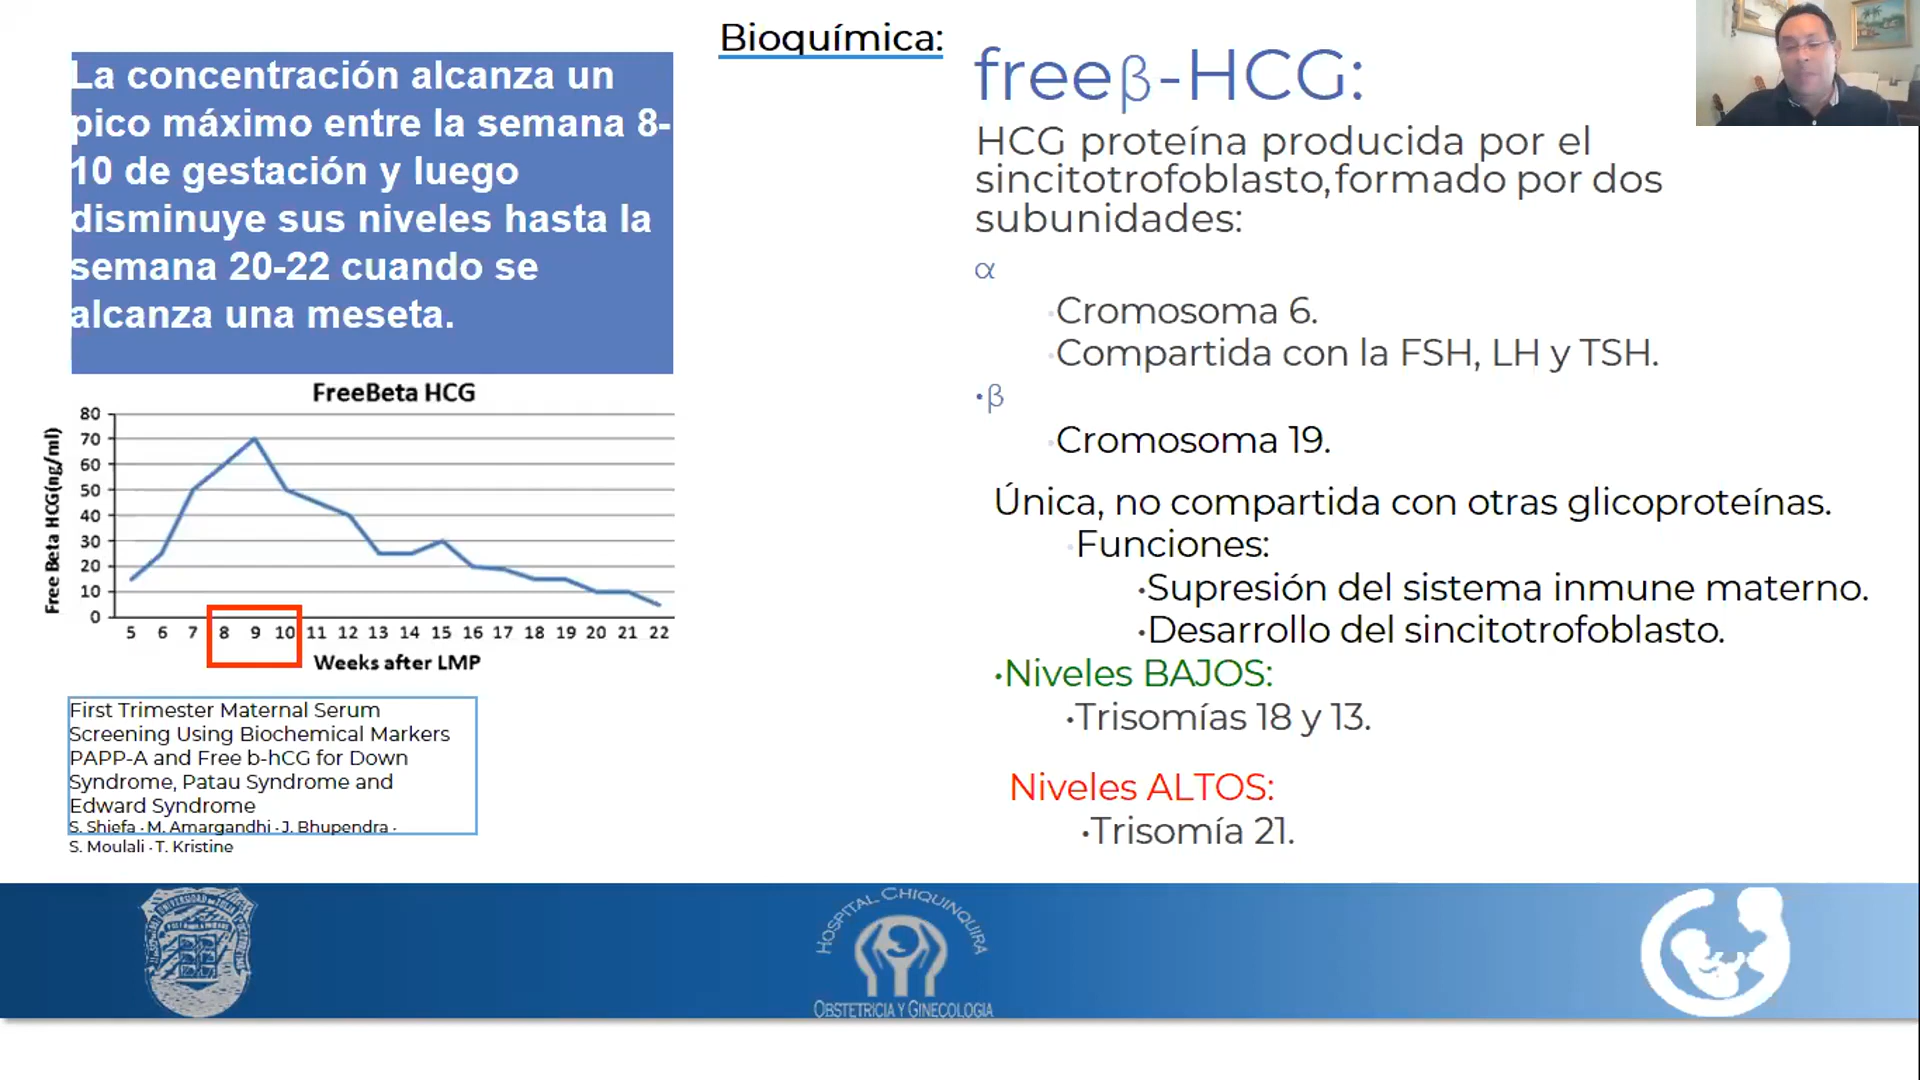 Bioquímica:
La concentración alcanza un
pico máximo entre la semana 8-
10 de gestación y luego
disminuye sus niveles hasta la
semana 20-22 cuando se
alcanza una meseta.
FreeBeta HCG
Free Beta HCG(ng/ml)
80
70
60
50
40
30
20
10
0
5 6 7 8 9 10 11 12 13 14 15 16 17 18 19 20 21 22
Weeks after LMP
First Trimester Maternal Serum
Screening Using Biochemical Markers
PAPP-A and Free b-hCG for Down
Syndrome, Patau Syndrome and
Edward Syndrome
S. Shiefa · M. Amargandhi · J. Bhupendra ·
S. Moulali · T. Kristine
freeβ-HCG:
HCG proteína producida por el
sincitotrofoblasto, formado por dos
subunidades:
α
•Cromosoma 6.
•Compartida con la FSH, LH y TSH.
•β
•Cromosoma 19.
Única, no compartida con otras glicoproteínas.
•Funciones:
•Supresión del sistema inmune materno.
•Desarrollo del sincitotrofoblasto.
•Niveles BAJOS:
•Trisomías 18 y 13.
Niveles ALTOS:
•Trisomía 21.
HOSPITAL CHIQUINQUIRA
OBSTETRICIA Y GINECOLOGIA